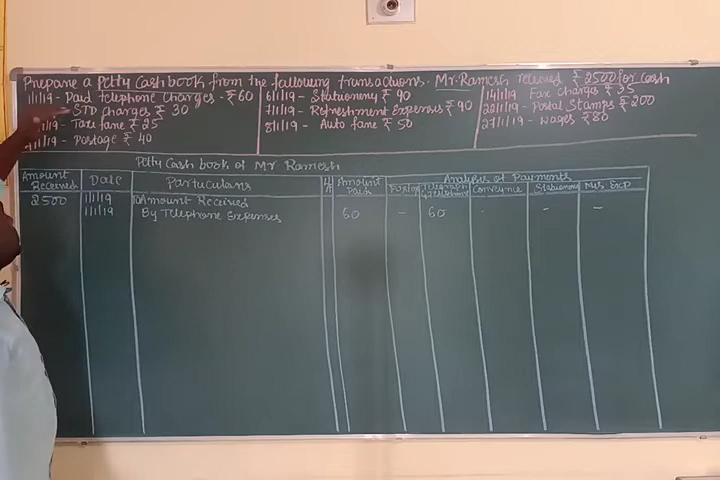 Prepare a Petty Cash book from the following transactions. Mr. Ramesh received ₹ 2500 for Cash
1/1/19 - Paid telephone charges - ₹ 60
STD charges ₹ 30
1/19 - Taxi fare ₹ 25
1/19 - Postage ₹ 40
6/1/19 - Stationery ₹ 90
7/1/19 - Refreshment Expenses ₹ 90
8/1/19 - Auto fare ₹ 50
14/1/19 Fax charges ₹ 35
22/1/19 - Postal Stamps ₹ 200
27/1/19 - Wages ₹ 80
Petty Cash book of Mr Ramesh
Amount Received Date Particulars Amount Paid Analysis of Payments
Conveynce Stationery Mis. Exp
2500 1/1/19 To Amount Received
1/1/19 By Telephone Expenses 60 - 60 - - -